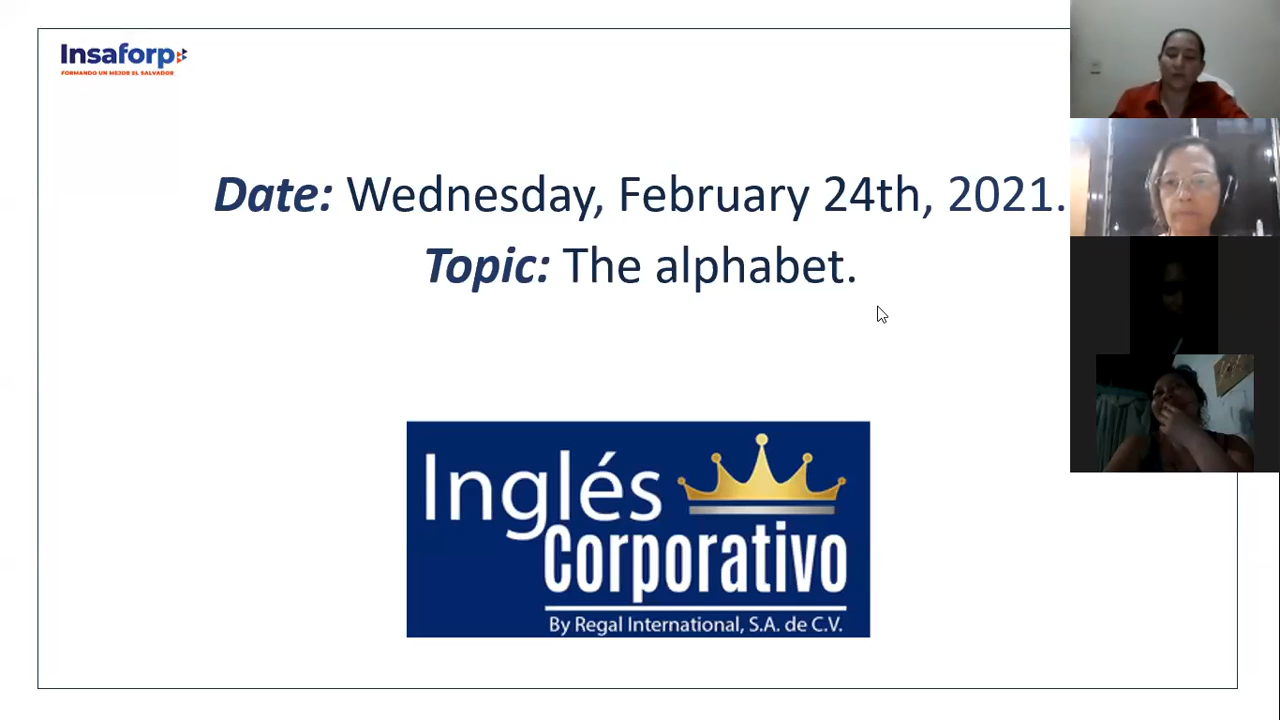 Insaforp
FORMANDO UN MEJOR EL SALVADOR
Date: Wednesday, February 24th, 2021.
Topic: The alphabet.
Inglés
Corporativo
By Regal International, S.A. de C.V.